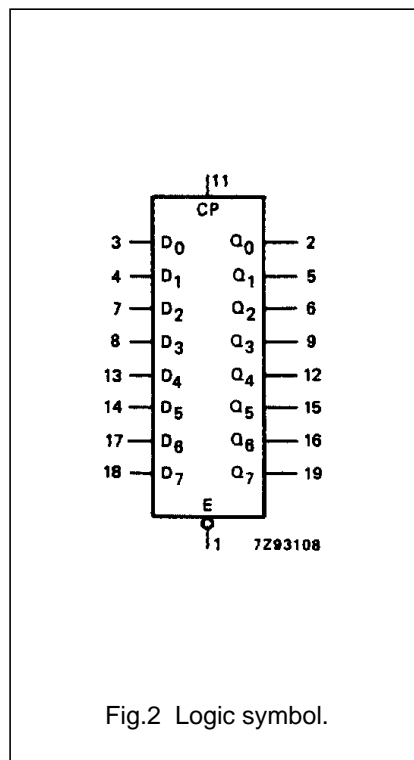 11
CP
3 D0 Q0 2
4 D1 Q1 5
7 D2 Q2 6
8 D3 Q3 9
13 D4 Q4 12
14 D5 Q5 15
17 D6 Q6 16
18 D7 Q7 19
E
1 7Z93108
Fig.2 Logic symbol.